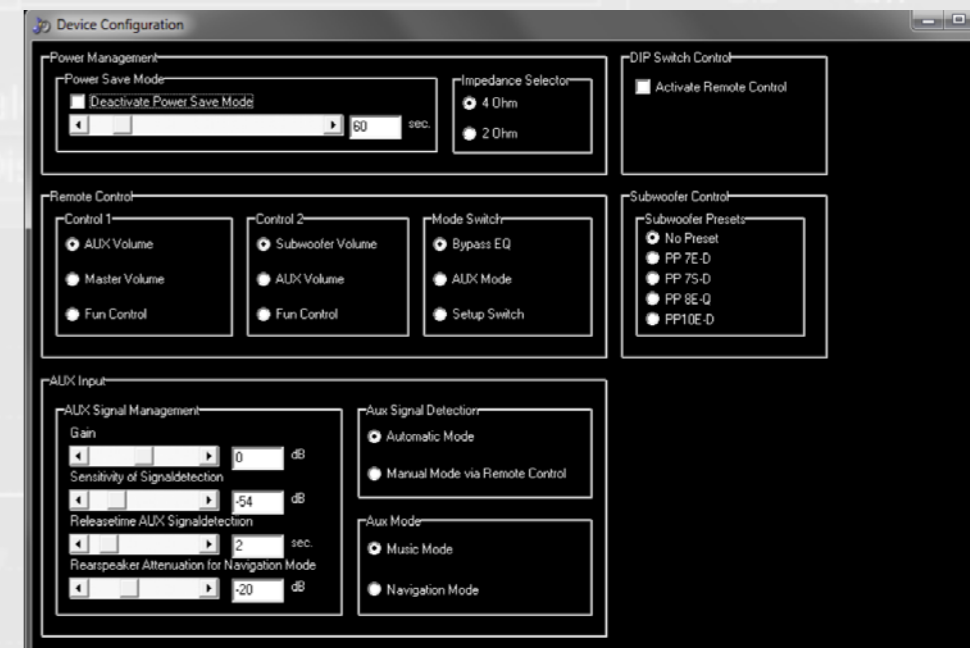 Device Configuration
Power Management
Power Save Mode
Deactivate Power Save Mode
60 sec.
Impedance Selector
4 Ohm
2 Ohm
DIP Switch Control
Activate Remote Control
Remote Control
Control 1
AUX Volume
Master Volume
Fun Control
Control 2
Subwoofer Volume
AUX Volume
Fun Control
Mode Switch
Bypass EQ
AUX Mode
Setup Switch
Subwoofer Control
Subwoofer Presets
No Preset
PP 7E-D
PP 7S-D
PP 8E-Q
PP10E-D
AUX Input
AUX Signal Management
Gain
0 dB
Sensitivity of Signaldetection
-54 dB
Releasetime AUX Signaldetection
2 sec.
Rearspeaker Attenuation for Navigation Mode
-20 dB
Aux Signal Detection
Automatic Mode
Manual Mode via Remote Control
Aux Mode
Music Mode
Navigation Mode